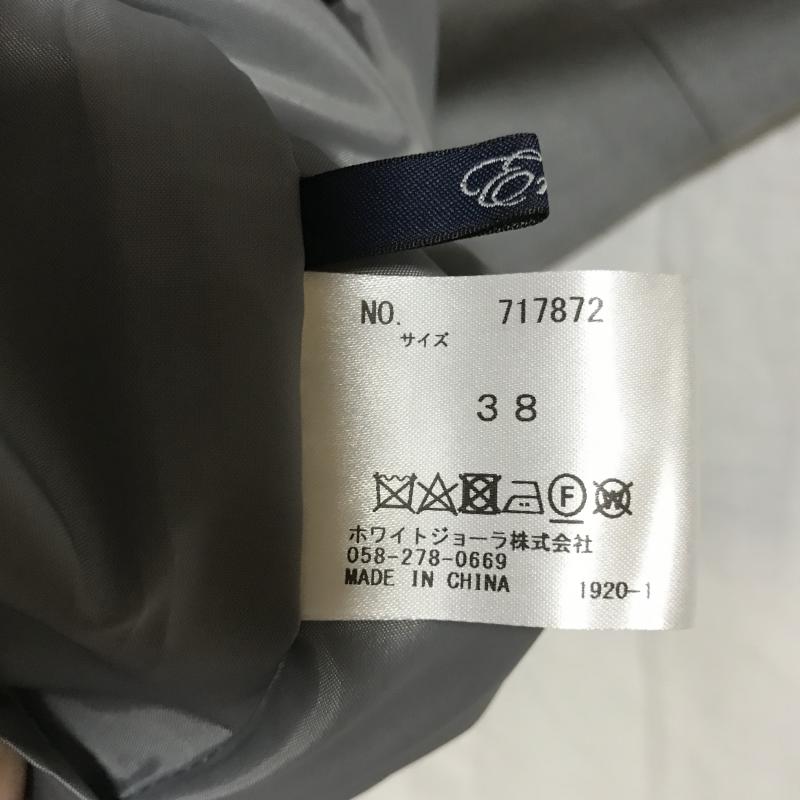 NO. 717872
サイズ
38
F W
ホワイトジョーラ株式会社
058-278-0669
MADE IN CHINA 1920-1